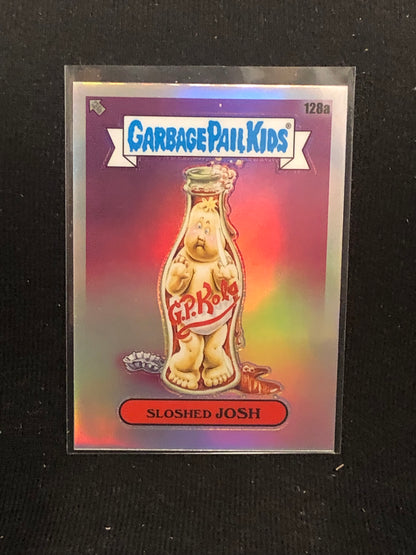 128a
GARBAGE PAIL KIDS®
G.P. Kola
SLOSHED JOSH